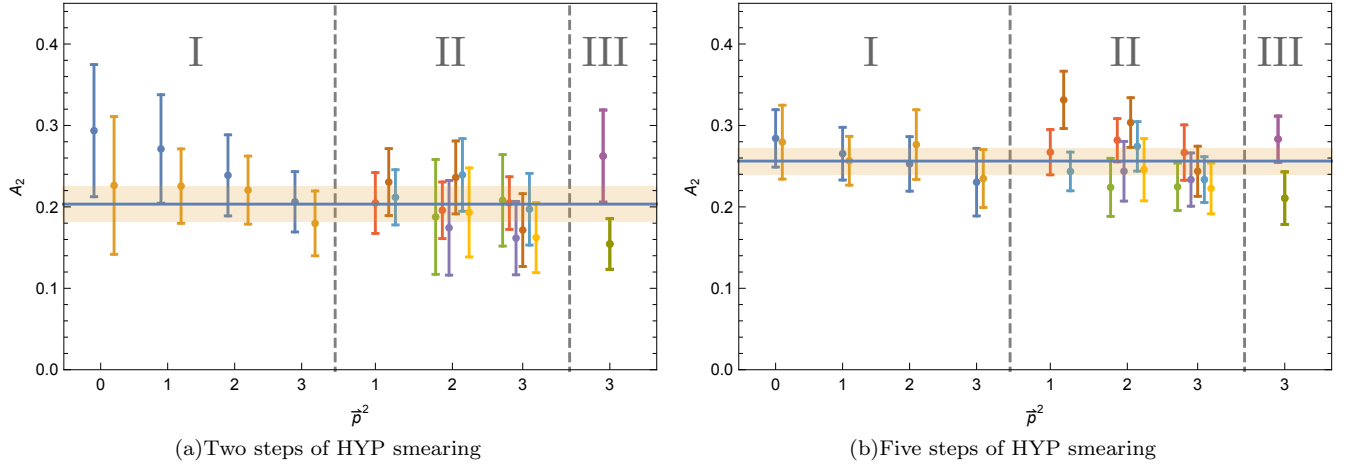 I II III
0.4
0.3
0.2
0.1
0.0
A₂
0 1 2 3 1 2 3 3
p⃗²
(a)Two steps of HYP smearing
I II III
0.4
0.3
0.2
0.1
0.0
A₂
0 1 2 3 1 2 3 3
p⃗²
(b)Five steps of HYP smearing